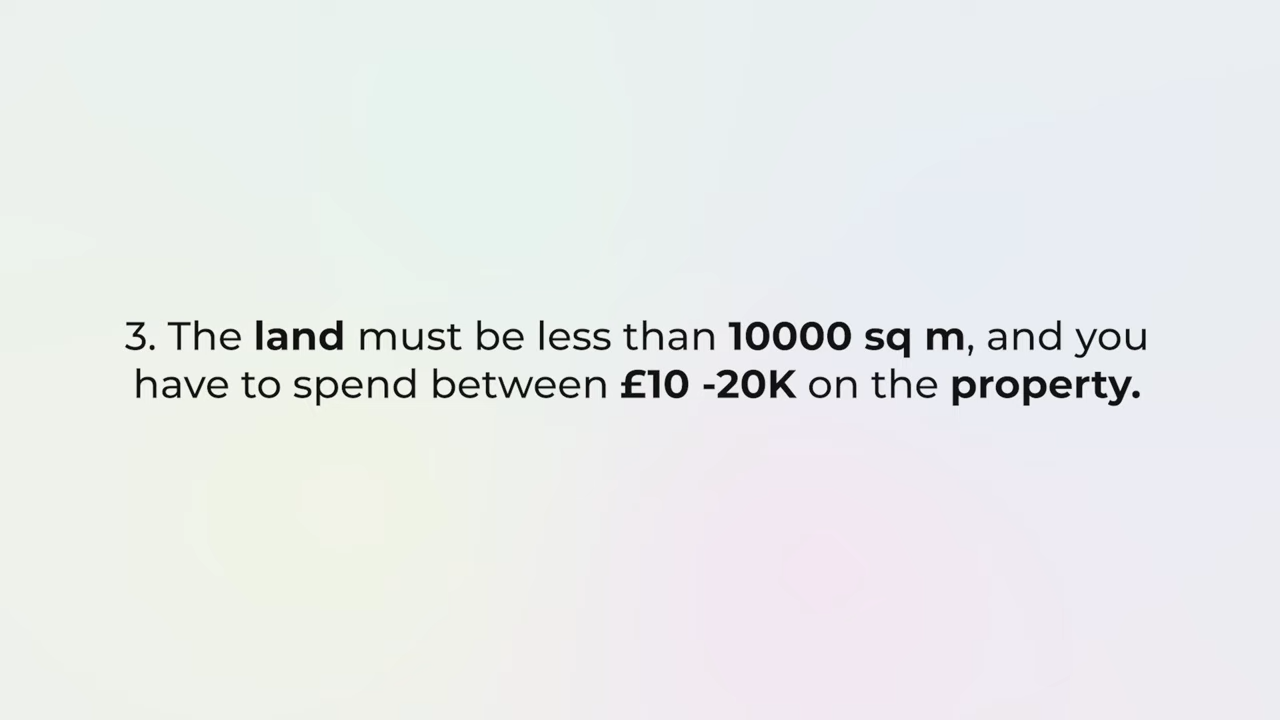 3. The land must be less than 10000 sq m, and you
have to spend between £10 -20K on the property.